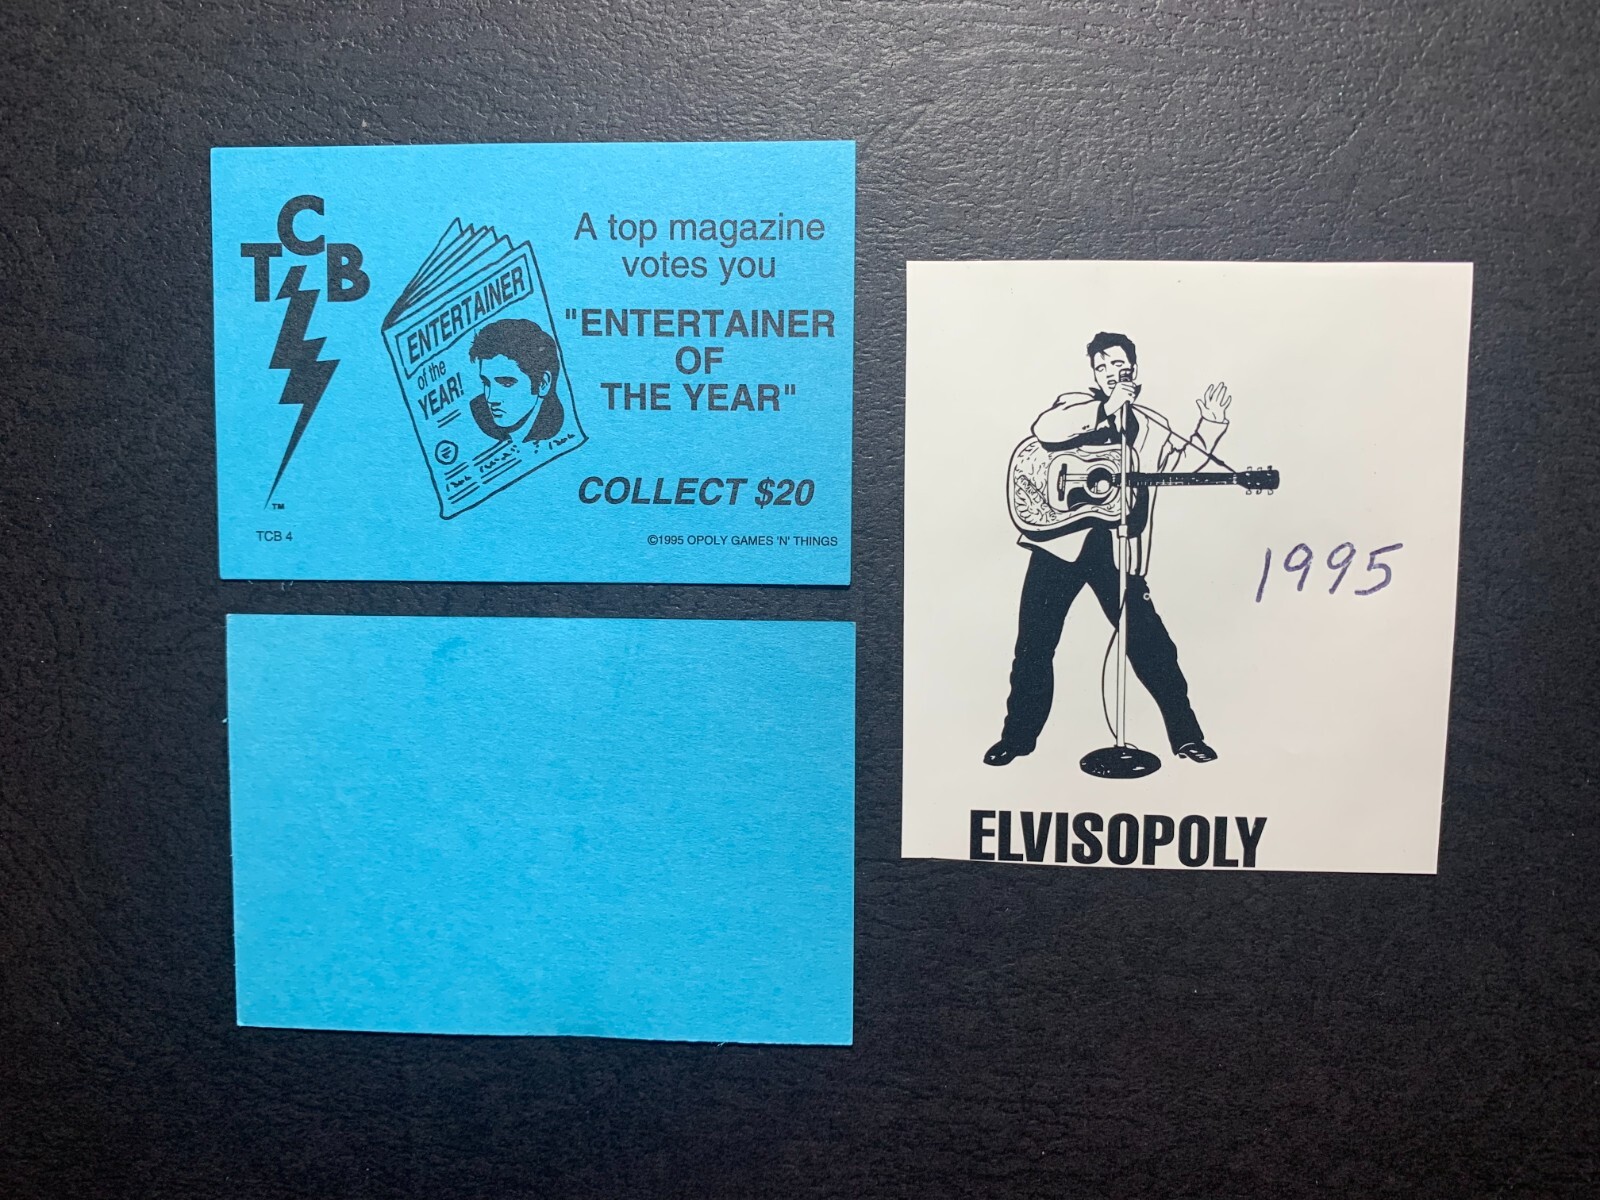 TCB
™
TCB 4
ENTERTAINER
of the
YEAR!
A top magazine
votes you
"ENTERTAINER
OF
THE YEAR"
COLLECT $20
©1995 OPOLY GAMES 'N' THINGS
1995
ELVISOPOLY